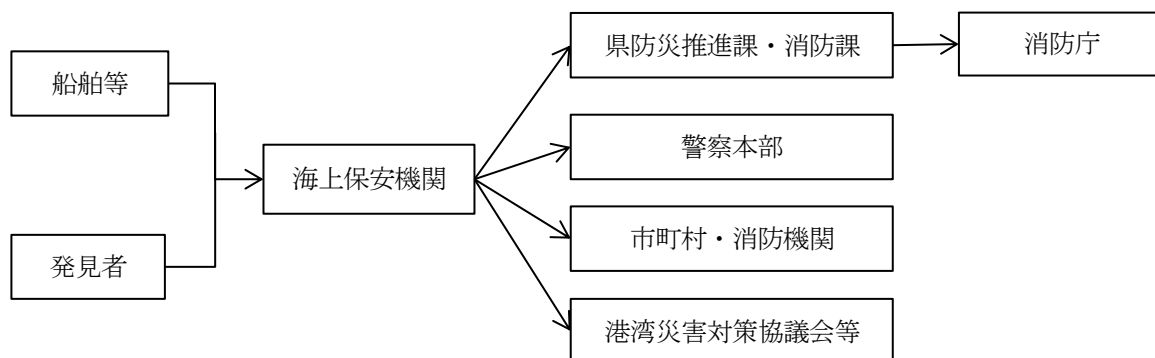 船舶等
発見者
海上保安機関
県防災推進課・消防課
消防庁
警察本部
市町村・消防機関
港湾災害対策協議会等